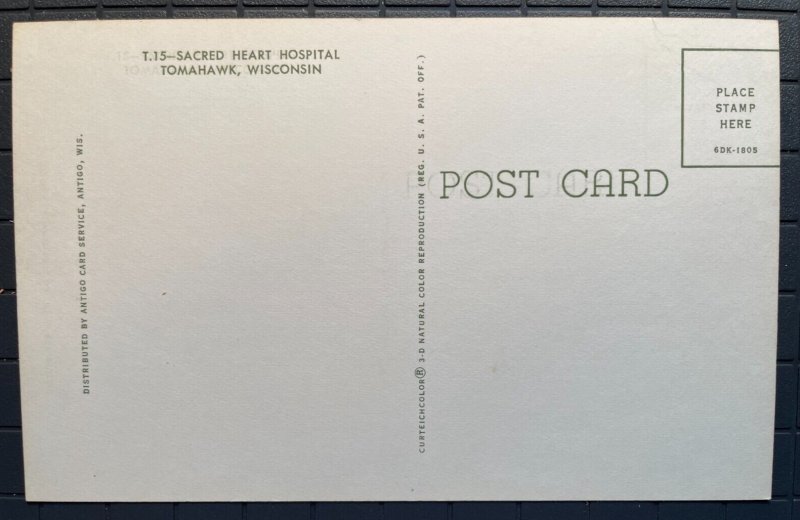 T.15—SACRED HEART HOSPITAL
TOMAHAWK, WISCONSIN
DISTRIBUTED BY ANTIGO CARD SERVICE, ANTIGO, WIS.
CURTEICHCOLOR® 3-D NATURAL COLOR REPRODUCTION (REG. U. S. A. PAT. OFF.)
POST CARD
PLACE
STAMP
HERE
6DK-1805